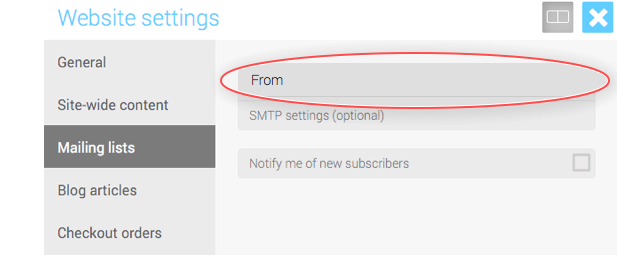 Website settings
General
Site-wide content
Mailing lists
Blog articles
Checkout orders
From
SMTP settings (optional)
Notify me of new subscribers